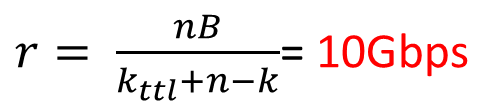 r = nB / (k_ttl + n − k) = 10Gbps